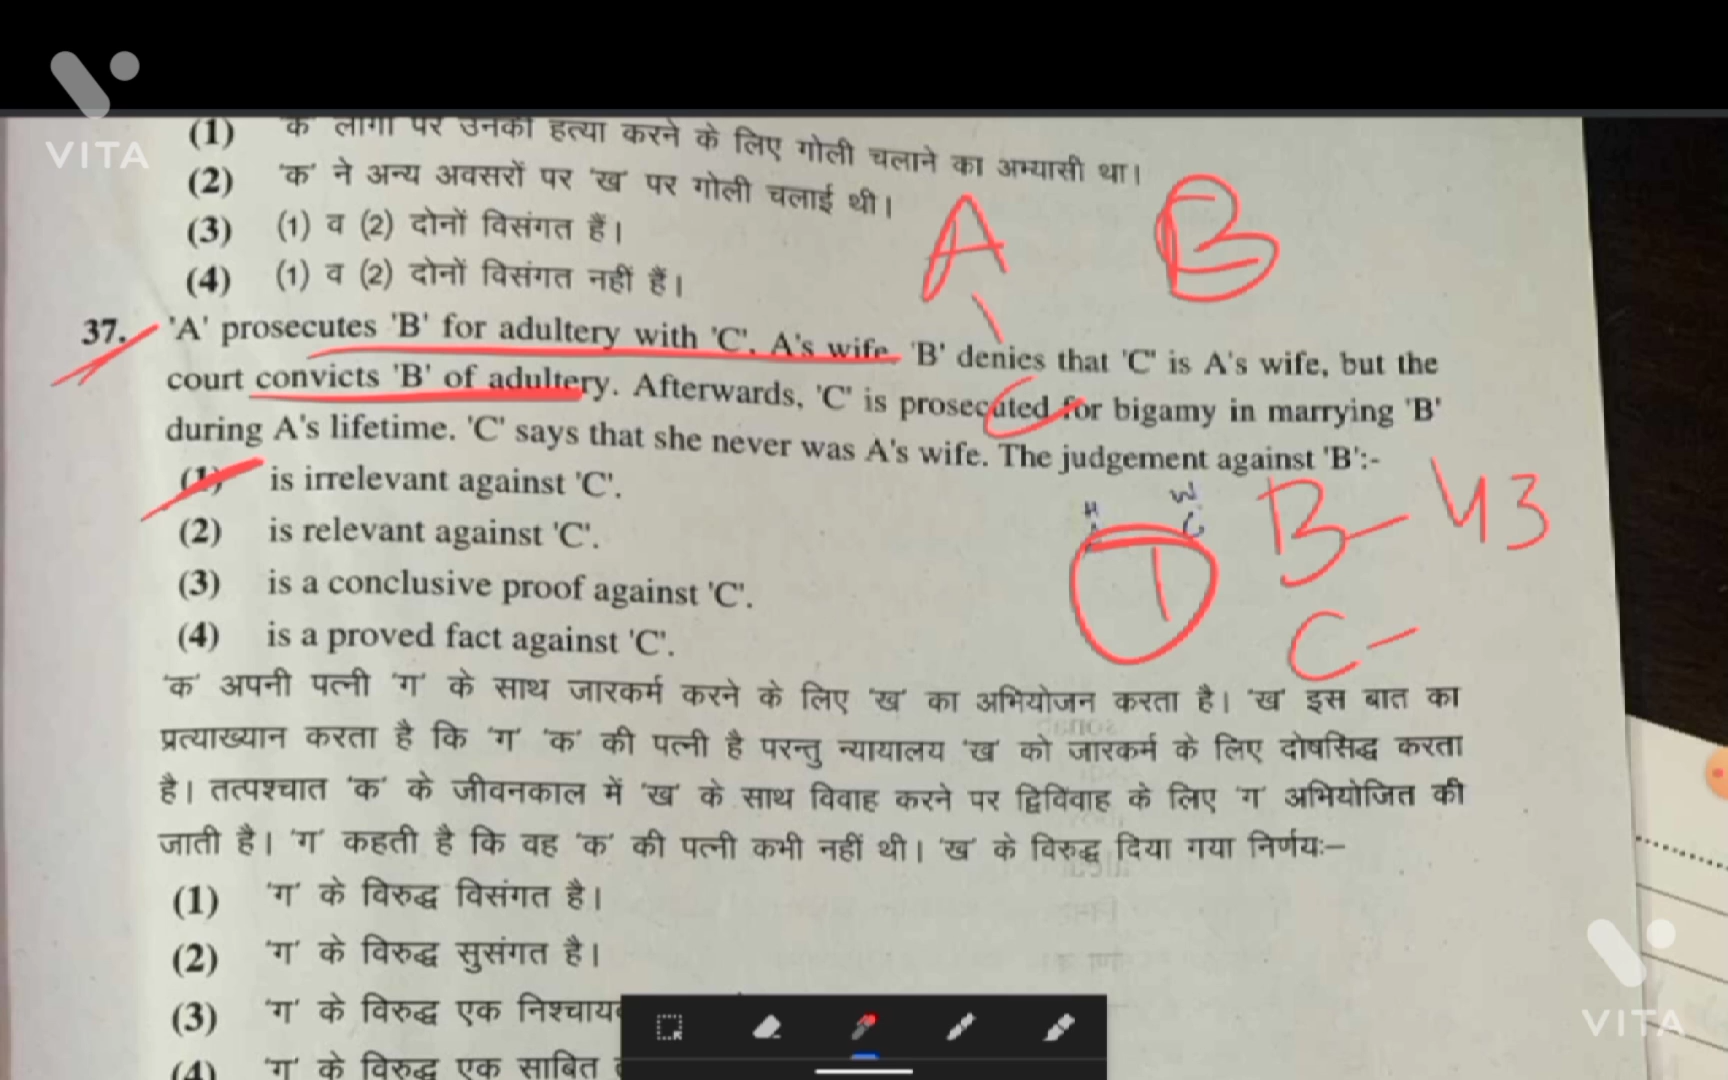 VITA
(1) 'क' लोगों पर उनकी हत्या करने के लिए गोली चलाने का अभ्यासी था।
(2) 'क' ने अन्य अवसरों पर 'ख' पर गोली चलाई थी।
(3) (1) व (2) दोनों विसंगत हैं।
(4) (1) व (2) दोनों विसंगत नहीं हैं।
A B
37. 'A' prosecutes 'B' for adultery with 'C', A's wife. 'B' denies that 'C' is A's wife, but the
court convicts 'B' of adultery. Afterwards, 'C' is prosecuted for bigamy in marrying 'B'
during A's lifetime. 'C' says that she never was A's wife. The judgement against 'B':-
C
(1) is irrelevant against 'C'.
(2) is relevant against 'C'.
(3) is a conclusive proof against 'C'.
(4) is a proved fact against 'C'.
H W
C
1
B- 43
C-
'क' अपनी पत्नी 'ग' के साथ जारकर्म करने के लिए 'ख' का अभियोजन करता है। 'ख' इस बात का
प्रत्याख्यान करता है कि 'ग' 'क' की पत्नी है परन्तु न्यायालय 'ख' को जारकर्म के लिए दोषसिद्ध करता
है। तत्पश्चात 'क' के जीवनकाल में 'ख' के साथ विवाह करने पर द्विविवाह के लिए 'ग' अभियोजित की
जाती है। 'ग' कहती है कि वह 'क' की पत्नी कभी नहीं थी। 'ख' के विरुद्ध दिया गया निर्णयः–
(1) 'ग' के विरुद्ध विसंगत है।
(2) 'ग' के विरुद्ध सुसंगत है।
(3) 'ग' के विरुद्ध एक
(4) 'ग' के विरुद्ध एक साबित
VITA